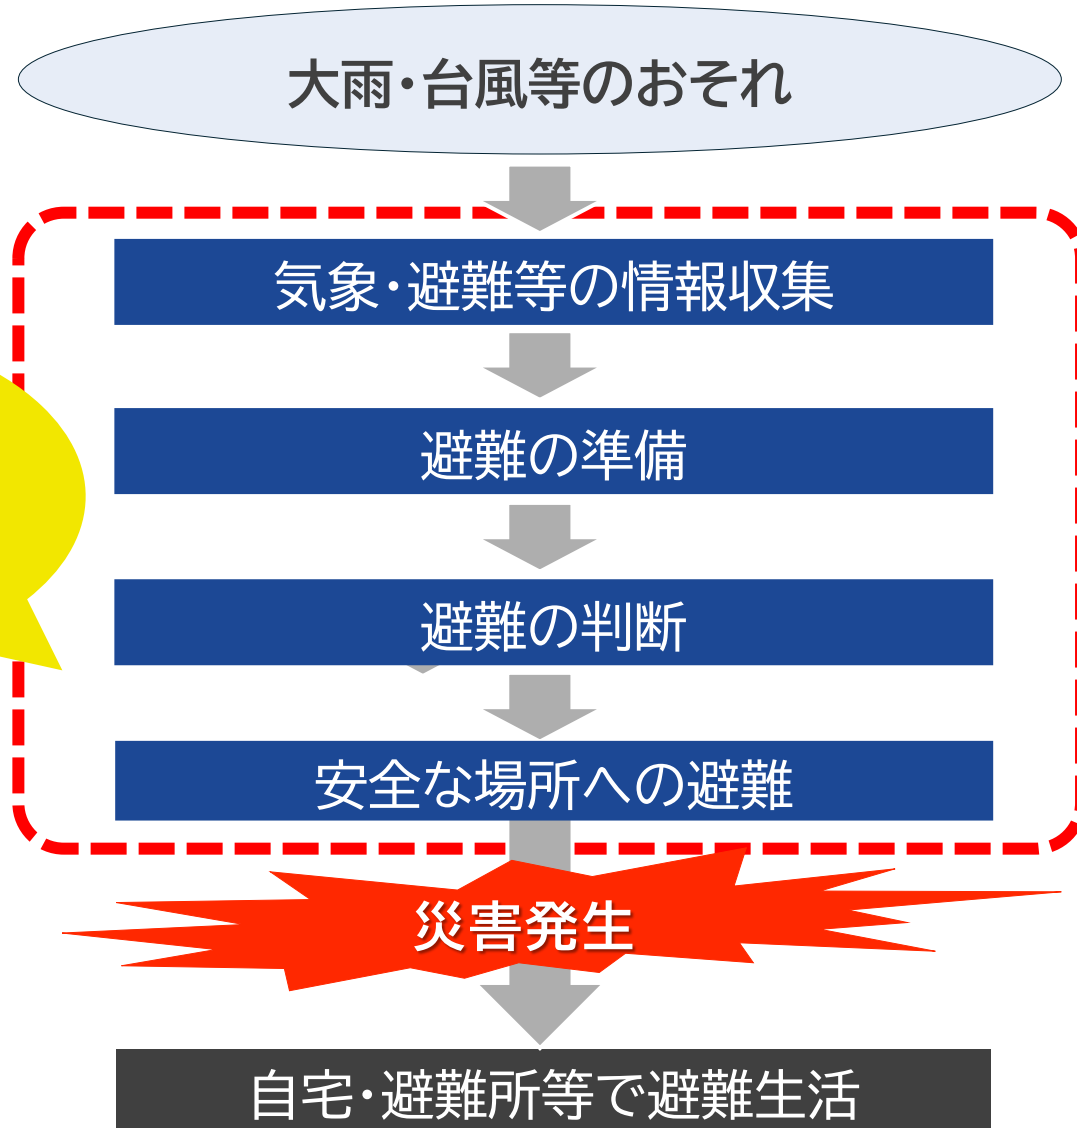 大雨・台風等のおそれ
気象・避難等の情報収集
避難の準備
避難の判断
安全な場所への避難
災害発生
自宅・避難所等で避難生活